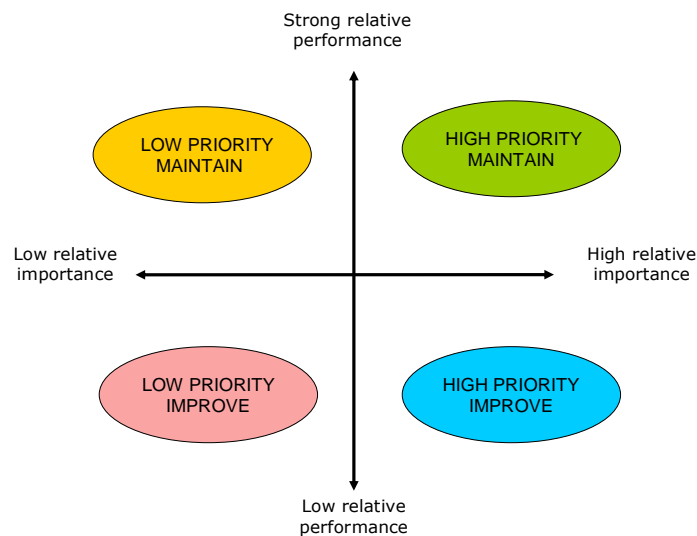 Strong relative
performance
LOW PRIORITY
MAINTAIN
HIGH PRIORITY
MAINTAIN
Low relative
importance
High relative
importance
LOW PRIORITY
IMPROVE
HIGH PRIORITY
IMPROVE
Low relative
performance